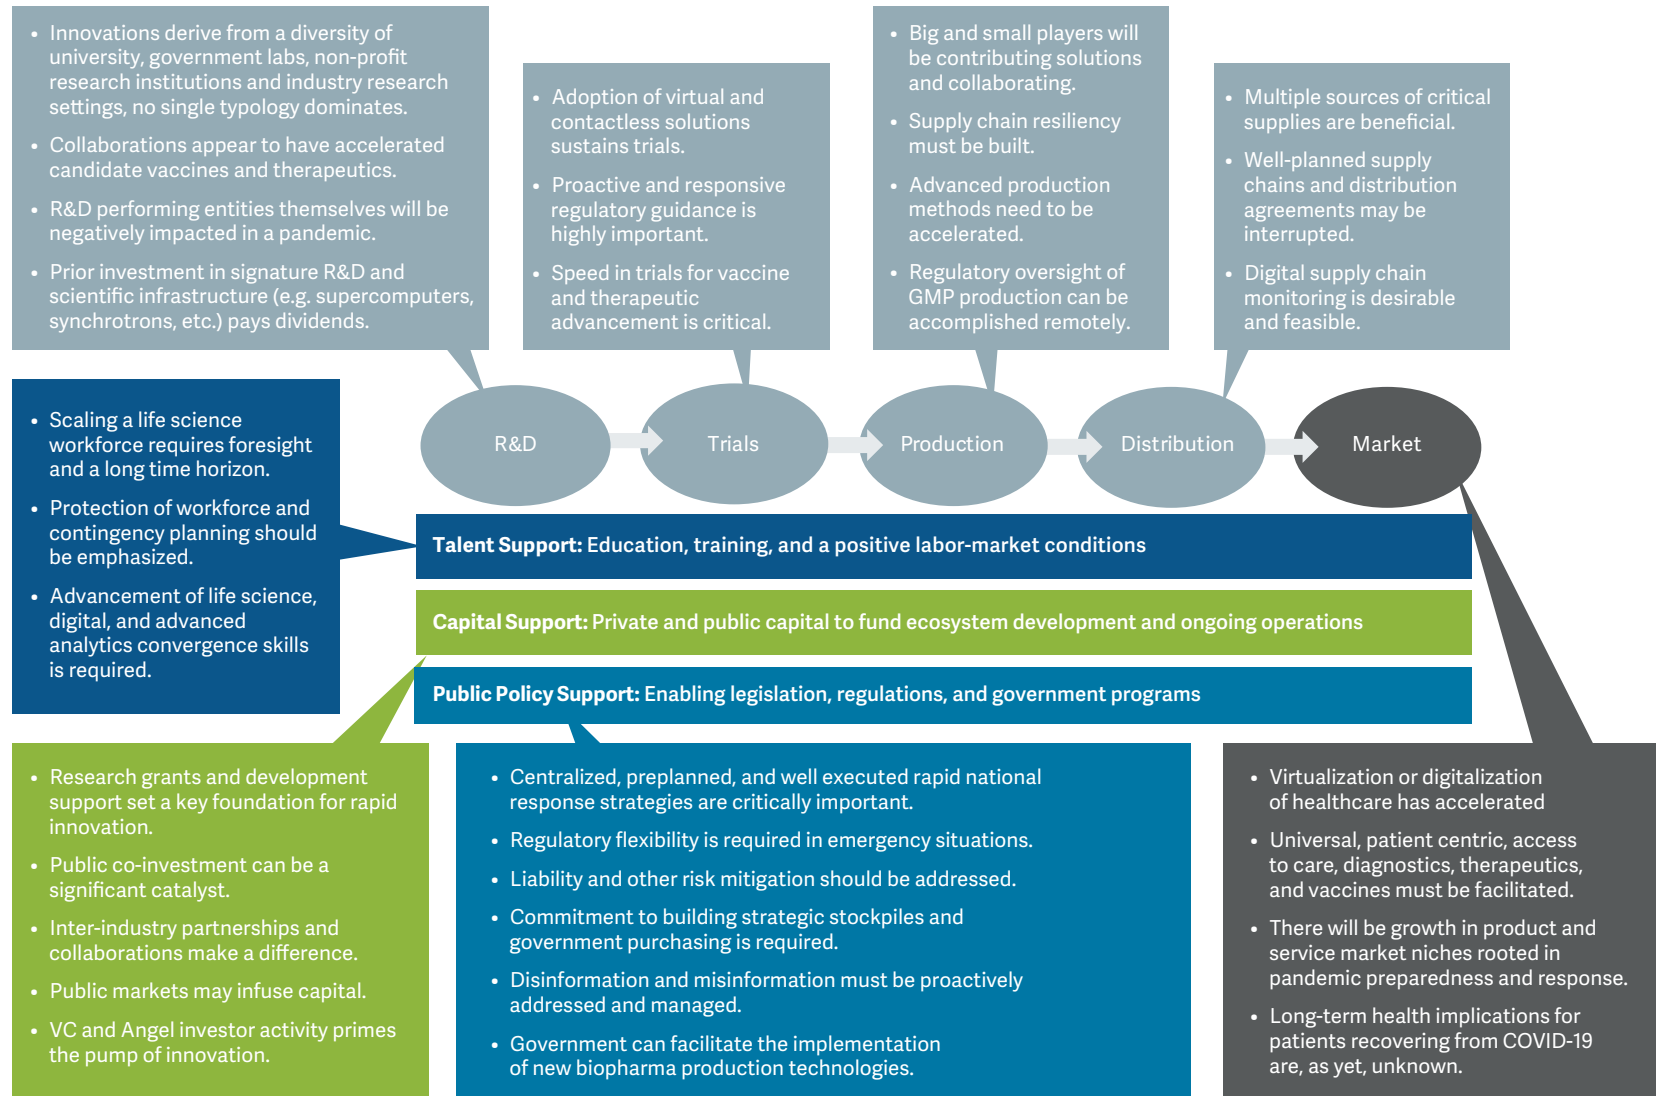 • Innovations derive from a diversity of
university, government labs, non-profit
research institutions and industry research
settings, no single typology dominates.
• Collaborations appear to have accelerated
candidate vaccines and therapeutics.
• R&D performing entities themselves will be
negatively impacted in a pandemic.
• Prior investment in signature R&D and
scientific infrastructure (e.g. supercomputers,
synchrotrons, etc.) pays dividends.
• Adoption of virtual and
contactless solutions
sustains trials.
• Proactive and responsive
regulatory guidance is
highly important.
• Speed in trials for vaccine
and therapeutic
advancement is critical.
• Big and small players will
be contributing solutions
and collaborating.
• Supply chain resiliency
must be built.
• Advanced production
methods need to be
accelerated.
• Regulatory oversight of
GMP production can be
accomplished remotely.
• Multiple sources of critical
supplies are beneficial.
• Well-planned supply
chains and distribution
agreements may be
interrupted.
• Digital supply chain
monitoring is desirable
and feasible.
R&D
Trials
Production
Distribution
Market
• Scaling a life science
workforce requires foresight
and a long time horizon.
• Protection of workforce and
contingency planning should
be emphasized.
• Advancement of life science,
digital, and advanced
analytics convergence skills
is required.
Talent Support: Education, training, and a positive labor-market conditions
Capital Support: Private and public capital to fund ecosystem development and ongoing operations
Public Policy Support: Enabling legislation, regulations, and government programs
• Research grants and development
support set a key foundation for rapid
innovation.
• Public co-investment can be a
significant catalyst.
• Inter-industry partnerships and
collaborations make a difference.
• Public markets may infuse capital.
• VC and Angel investor activity primes
the pump of innovation.
• Centralized, preplanned, and well executed rapid national
response strategies are critically important.
• Regulatory flexibility is required in emergency situations.
• Liability and other risk mitigation should be addressed.
• Commitment to building strategic stockpiles and
government purchasing is required.
• Disinformation and misinformation must be proactively
addressed and managed.
• Government can facilitate the implementation
of new biopharma production technologies.
• Virtualization or digitalization
of healthcare has accelerated
• Universal, patient centric, access
to care, diagnostics, therapeutics,
and vaccines must be facilitated.
• There will be growth in product and
service market niches rooted in
pandemic preparedness and response.
• Long-term health implications for
patients recovering from COVID-19
are, as yet, unknown.